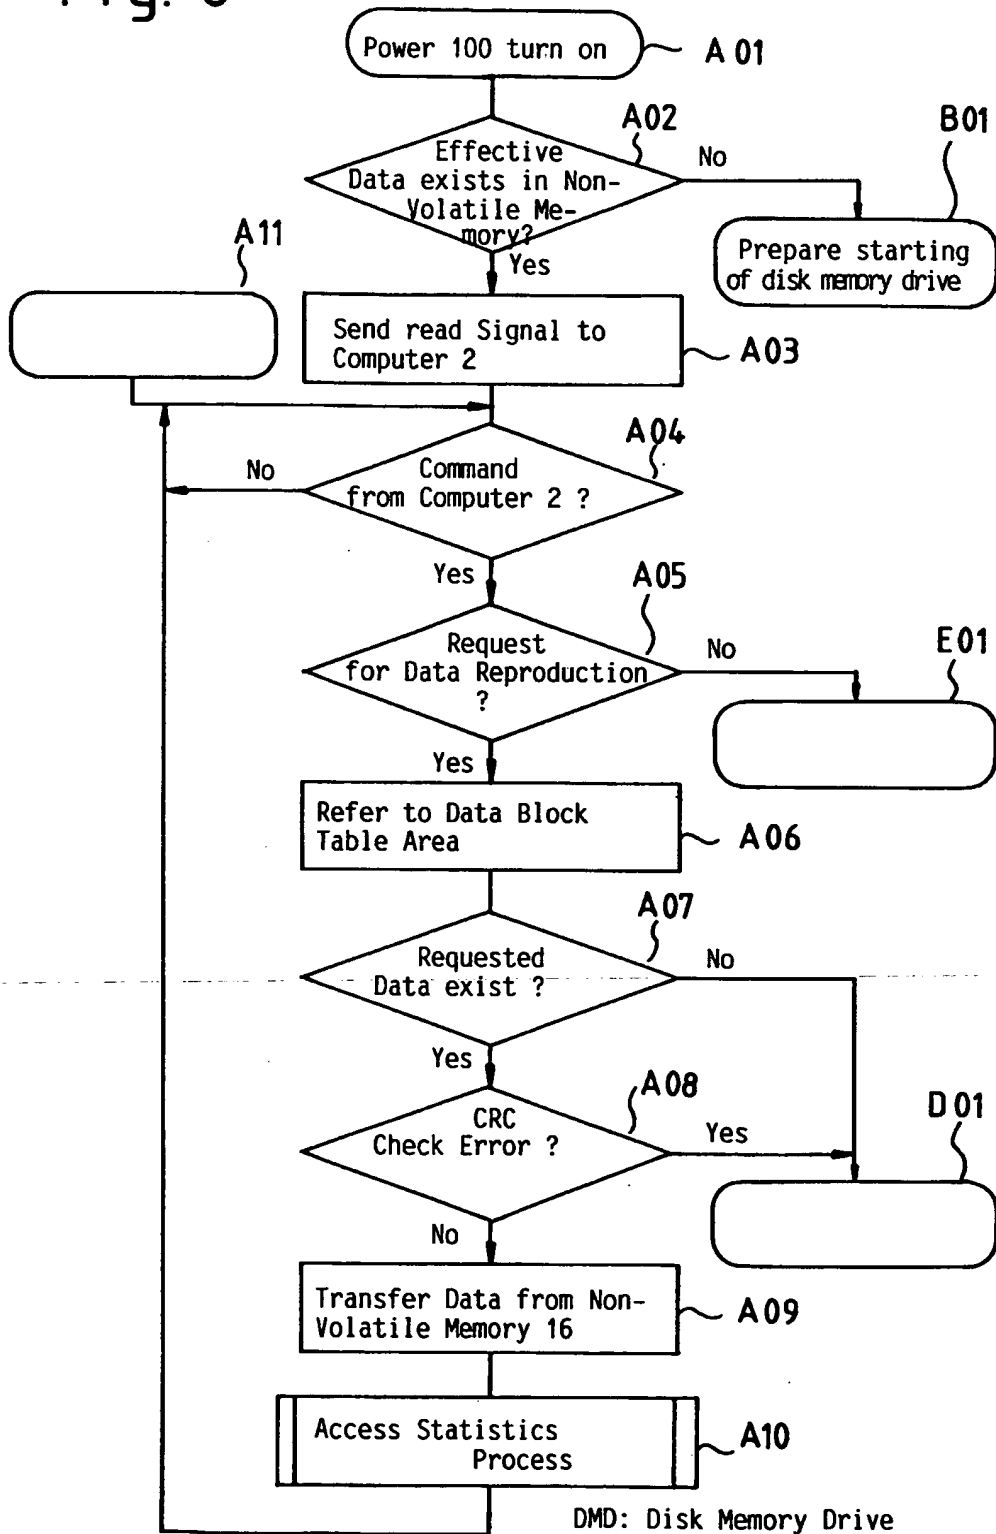 Power 100 turn on
A01
A02
B01
Effective
Data exists in Non-
Volatile Me-
mory?
No
Prepare starting
of disk memory drive
A11
Yes
Send read Signal to
Computer 2
A03
A04
No
Command
from Computer 2 ?
Yes
A05
E01
Request
for Data Reproduction
?
No
Yes
Refer to Data Block
Table Area
A06
A07
Requested
Data exist ?
No
Yes
A08
D01
CRC
Check Error ?
Yes
No
Transfer Data from Non-
Volatile Memory 16
A09
Access Statistics
Process
A10
DMD: Disk Memory Drive